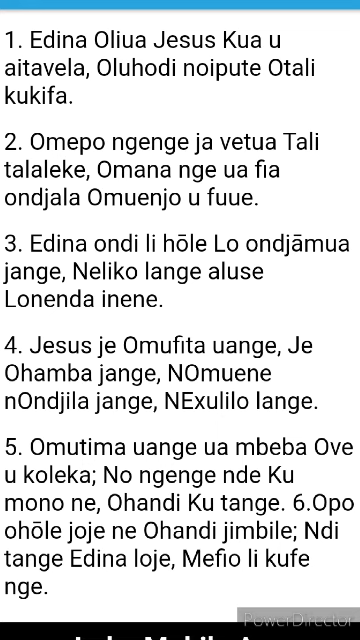 1. Edina Oliua Jesus Kua u
aitavela, Oluhodi noipute Otali
kukifa.
2. Omepo ngenge ja vetua Tali
talaleke, Omana nge ua fia
ondjala Omuenjo u fuue.
3. Edina ondi li hōle Lo ondjāmua
jange, Neliko lange aluse
Lonenda inene.
4. Jesus je Omufita uange, Je
Ohamba jange, NOmuene
nOndjila jange, NExulilo lange.
5. Omutima uange ua mbeba Ove
u koleka; No ngenge nde Ku
mono ne, Ohandi Ku tange. 6.Opo
ohōle joje ne Ohandi jimbile; Ndi
tange Edina loje, Mefio li kufe
nge.
PowerDirector